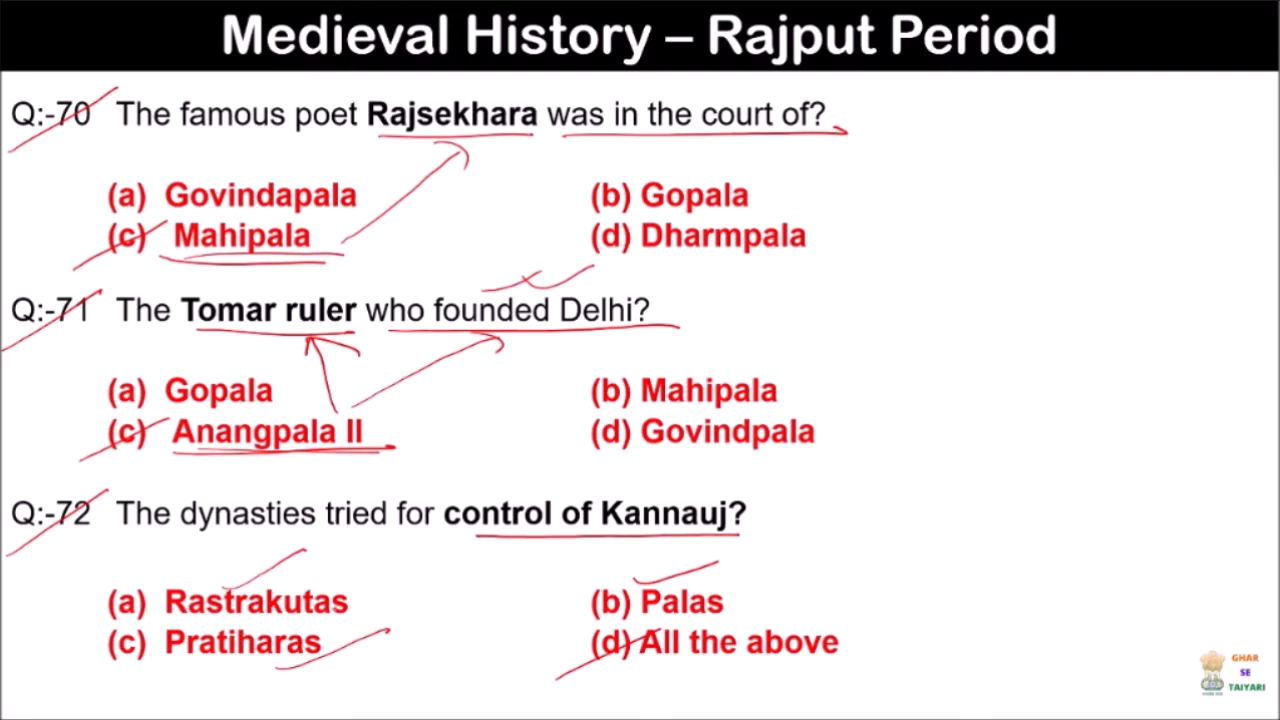 Medieval History – Rajput Period
Q:-70 The famous poet Rajsekhara was in the court of?
(a) Govindapala (b) Gopala
(c) Mahipala (d) Dharmpala
Q:-71 The Tomar ruler who founded Delhi?
(a) Gopala (b) Mahipala
(c) Anangpala II (d) Govindpala
Q:-72 The dynasties tried for control of Kannauj?
(a) Rastrakutas (b) Palas
(c) Pratiharas (d) All the above
GHAR
SE
TAIYARI